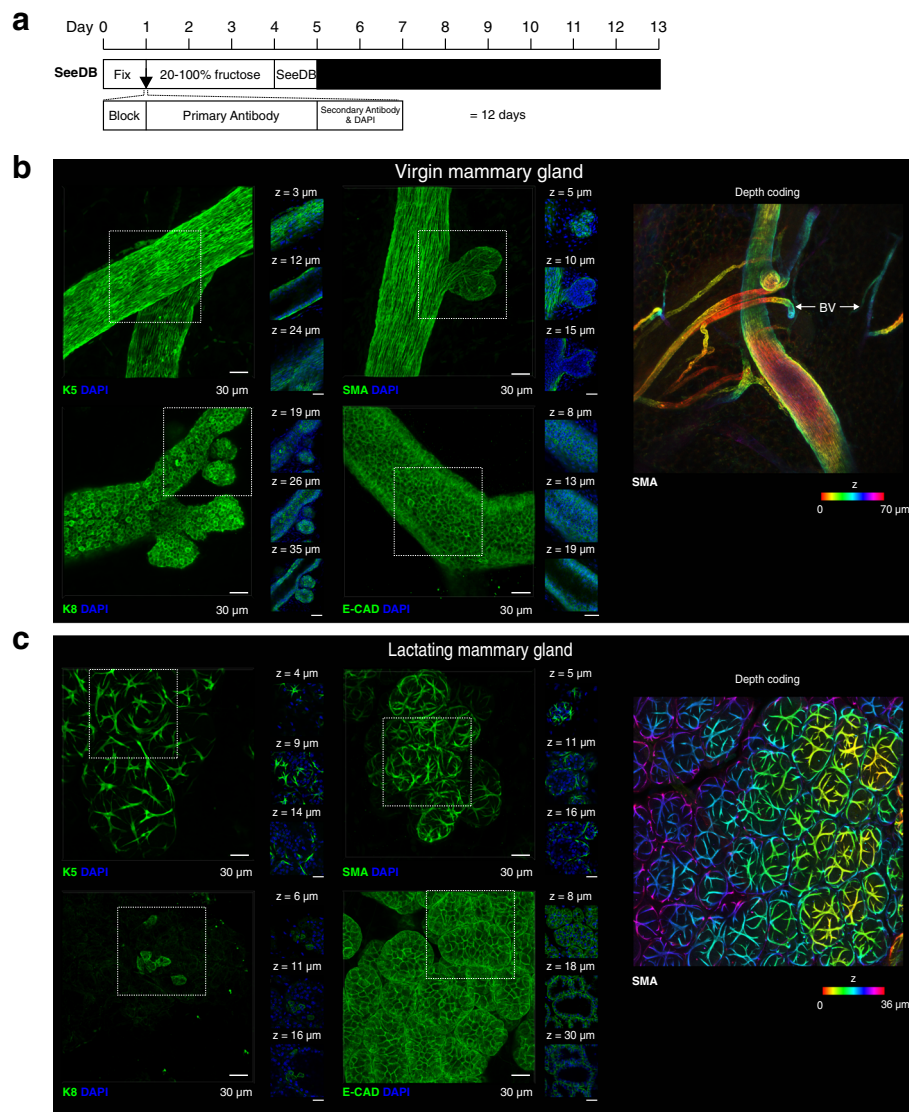 a
Day 0 1 2 3 4 5 6 7 8 9 10 11 12 13
SeeDB Fix 20-100% fructose SeeDB
Block Primary Antibody Secondary Antibody & DAPI = 12 days
b
Virgin mammary gland
K5 DAPI 30 µm
z = 3 µm
z = 12 µm
z = 24 µm
SMA DAPI 30 µm
z = 5 µm
z = 10 µm
z = 15 µm
Depth coding
BV
SMA
z
0 70 µm
K8 DAPI 30 µm
z = 19 µm
z = 26 µm
z = 35 µm
E-CAD DAPI 30 µm
z = 8 µm
z = 13 µm
z = 19 µm
c
Lactating mammary gland
K5 DAPI 30 µm
z = 4 µm
z = 9 µm
z = 14 µm
SMA DAPI 30 µm
z = 5 µm
z = 11 µm
z = 16 µm
Depth coding
SMA
z
0 36 µm
K8 DAPI 30 µm
z = 6 µm
z = 11 µm
z = 16 µm
E-CAD DAPI 30 µm
z = 8 µm
z = 18 µm
z = 30 µm